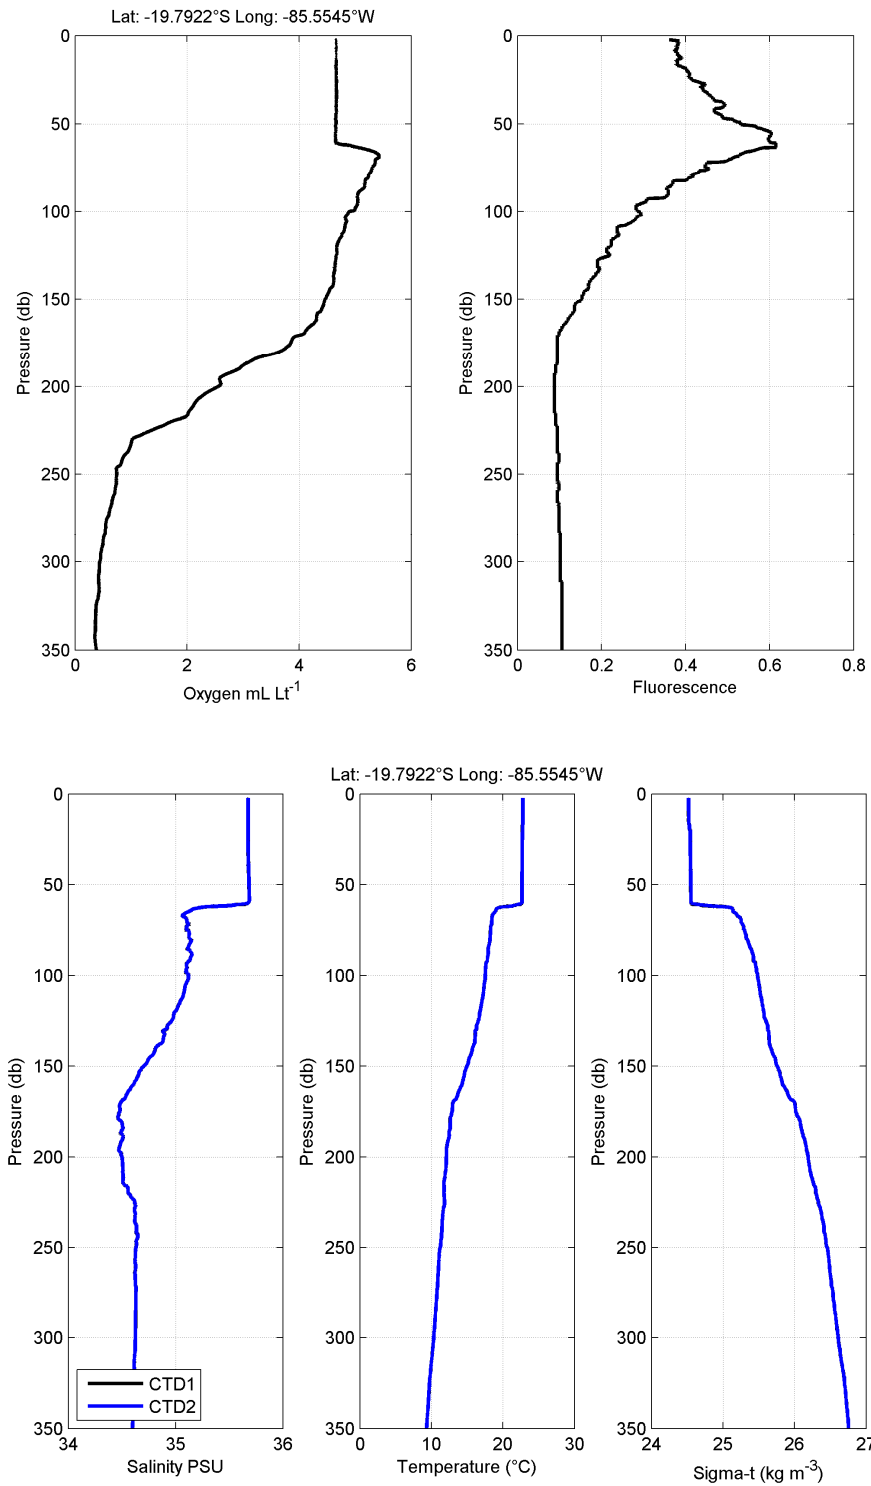 Lat: -19.7922°S Long: -85.5545°W
0
50
100
150
200
250
300
350
Pressure (db)
0 2 4 6
Oxygen mL Lt-1
0
50
100
150
200
250
300
350
Pressure (db)
0 0.2 0.4 0.6 0.8
Fluorescence
Lat: -19.7922°S Long: -85.5545°W
0
50
100
150
200
250
300
350
Pressure (db)
CTD1
CTD2
34 35 36
Salinity PSU
0
50
100
150
200
250
300
350
Pressure (db)
0 10 20 30
Temperature (°C)
0
50
100
150
200
250
300
350
Pressure (db)
24 25 26 27
Sigma-t (kg m-3)